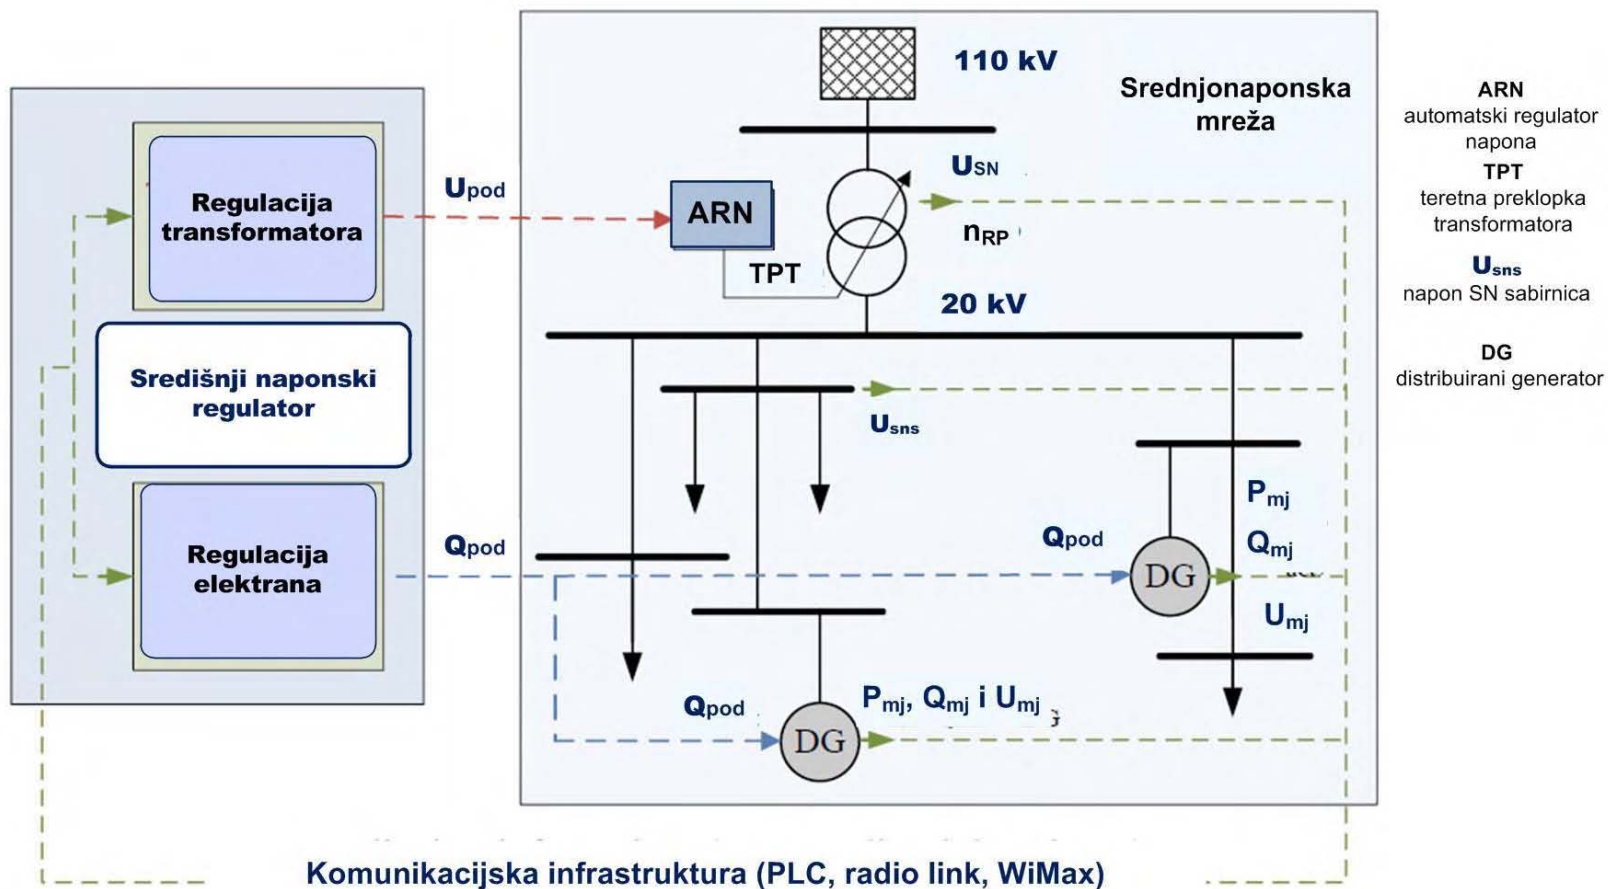 110 kV
Srednjonaponska
mreža
ARN
automatski regulator
napona
TPT
teretna preklopka
transformatora
Usns
napon SN sabirnica
DG
distribuirani generator
Regulacija
transformatora
Upod
ARN
TPT
USN
nRP
20 kV
Središnji naponski
regulator
Usns
Regulacija
elektrana
Qpod
Qpod
DG
Pmj
Qmj
Umj
Qpod
DG
Pmj, Qmj i Umj
Komunikacijska infrastruktura (PLC, radio link, WiMax)